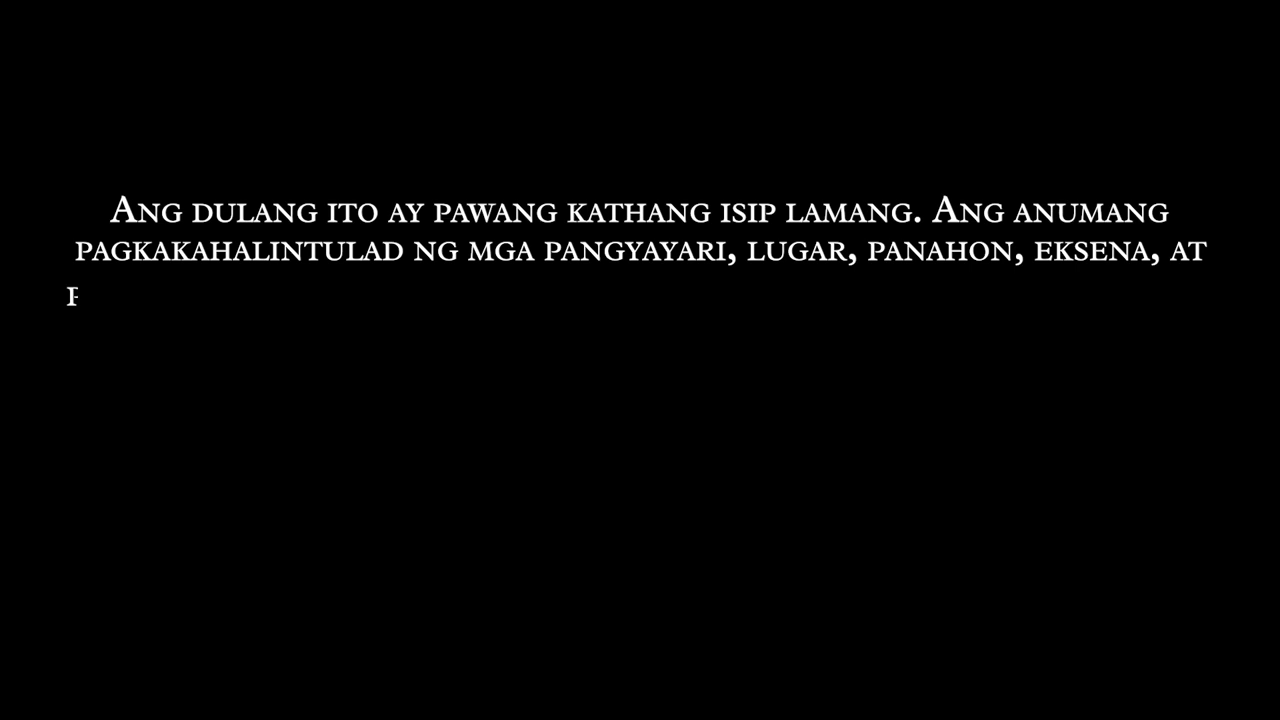 Ang dulang ito ay pawang kathang isip lamang. Ang anumang
pagkakahalintulad ng mga pangyayari, lugar, panahon, eksena, at